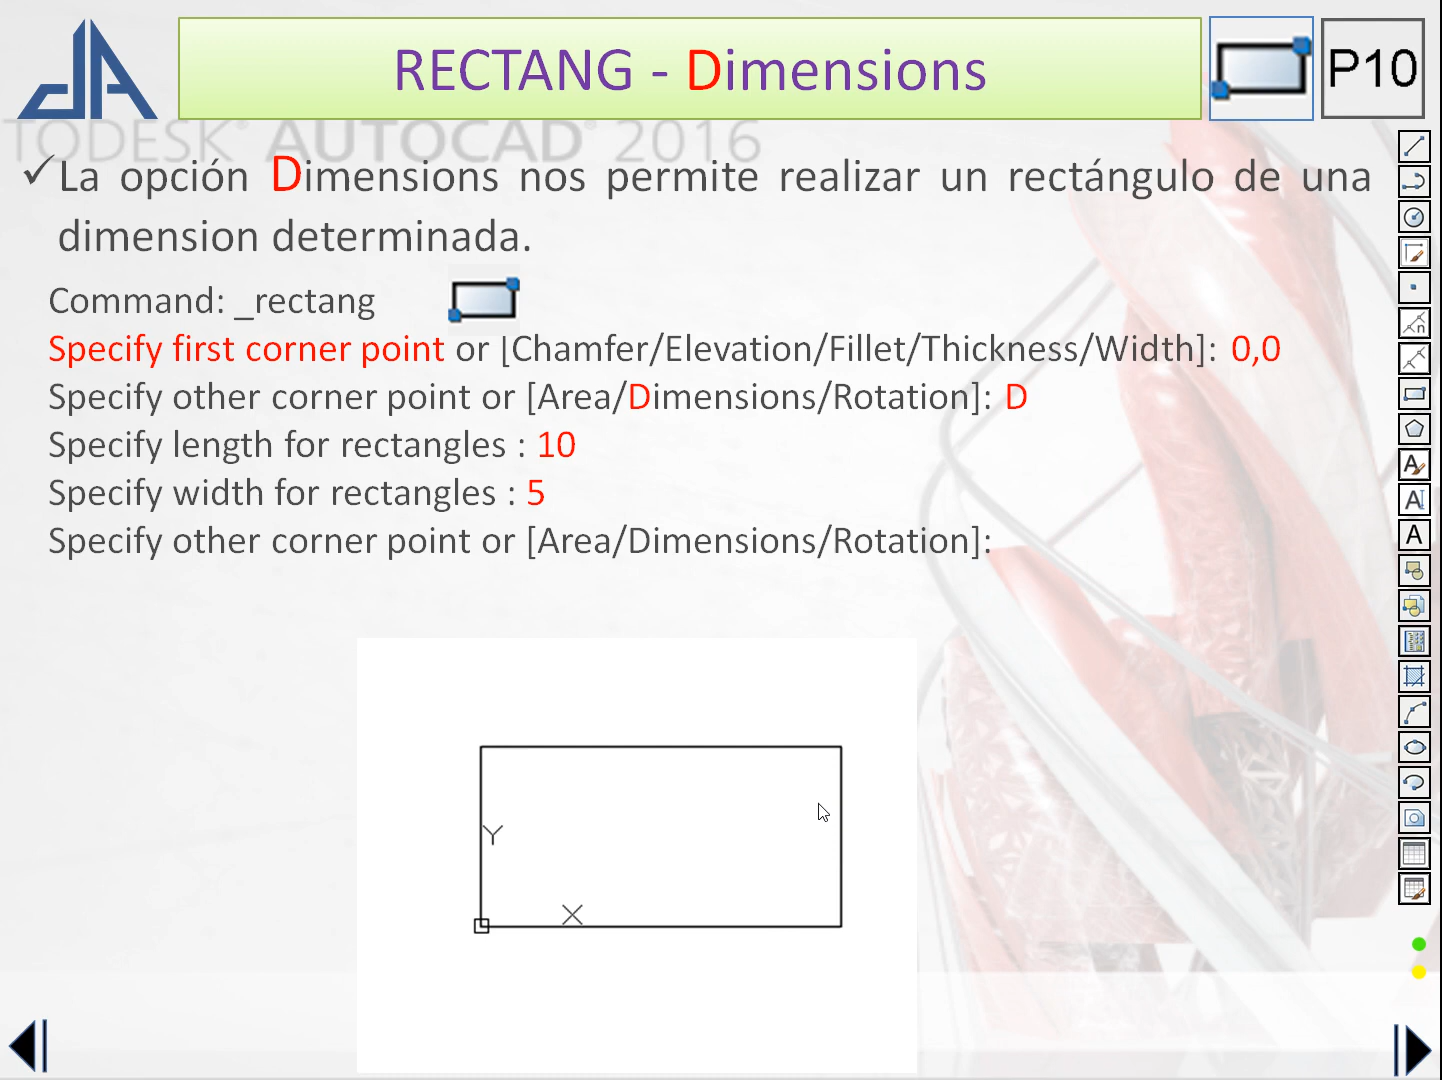 RECTANG - Dimensions
P10
TODESK® AUTOCAD® 2016
✓La opción Dimensions nos permite realizar un rectángulo de una
dimension determinada.
Command: _rectang
Specify first corner point or [Chamfer/Elevation/Fillet/Thickness/Width]: 0,0
Specify other corner point or [Area/Dimensions/Rotation]: D
Specify length for rectangles : 10
Specify width for rectangles : 5
Specify other corner point or [Area/Dimensions/Rotation]:
Y
X
n
A
A
A